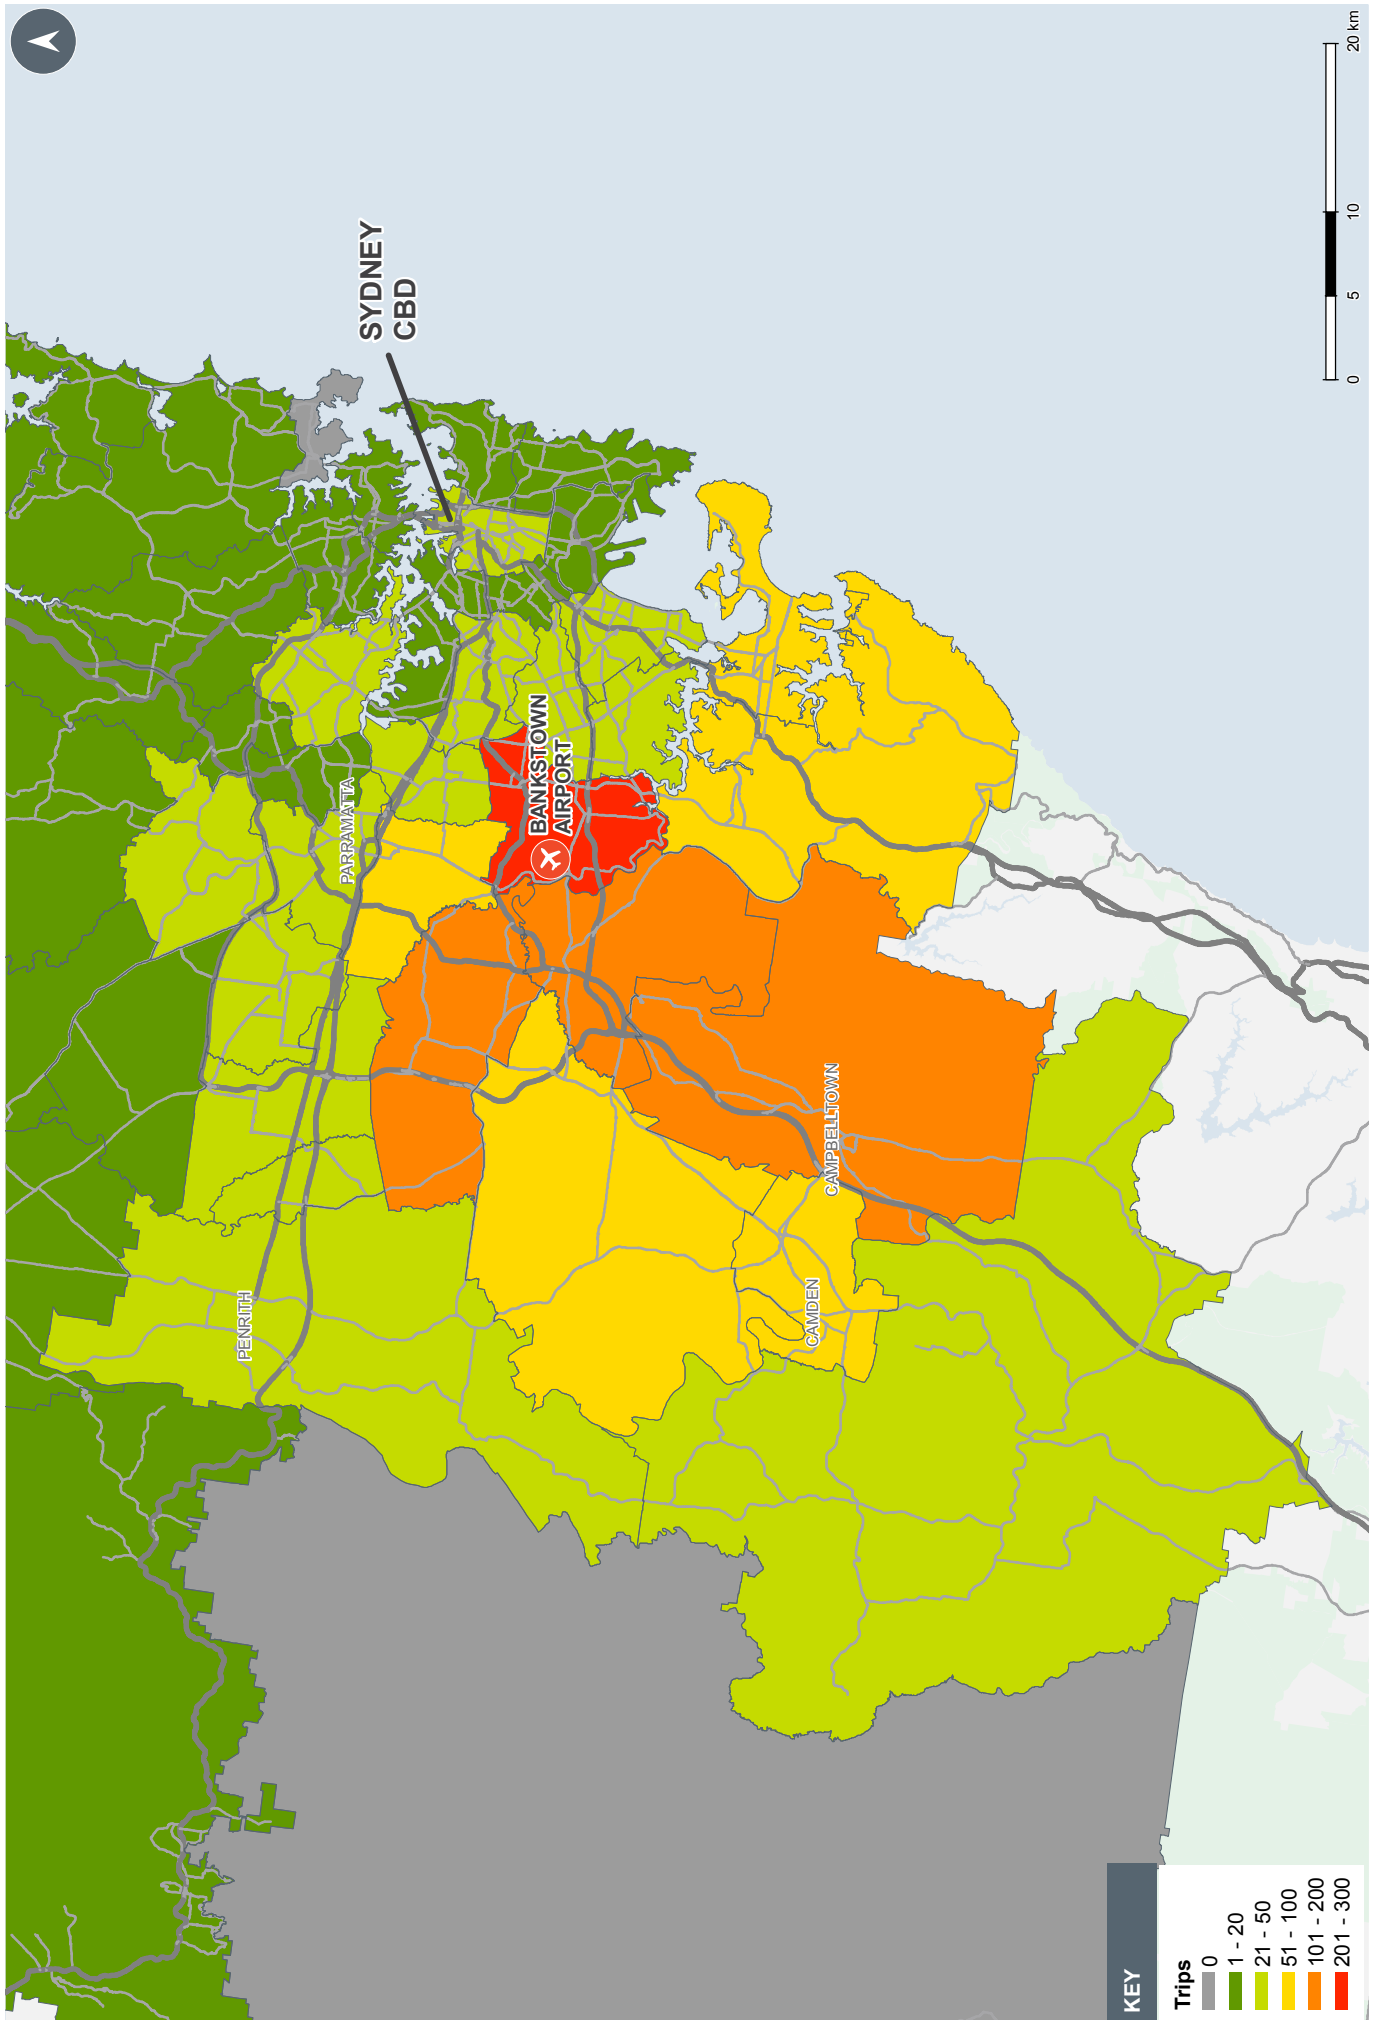 SYDNEY
CBD
BANKSTOWN
AIRPORT
PARRAMATTA
PENRITH
CAMPBELLTOWN
CAMDEN
0 5 10 20 km
KEY
Trips
0
1 - 20
21 - 50
51 - 100
101 - 200
201 - 300